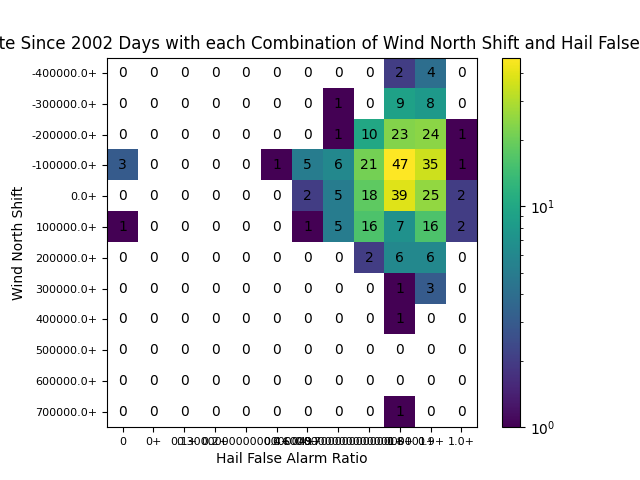 te Since 2002 Days with each Combination of Wind North Shift and Hail False
-400000.0+ 0 0 0 0 0 0 0 0 0 2 4 0
-300000.0+ 0 0 0 0 0 0 0 1 0 9 8 0
-200000.0+ 0 0 0 0 0 0 0 1 10 23 24 1
-100000.0+ 3 0 0 0 0 1 5 6 21 47 35 1
0.0+ 0 0 0 0 0 0 2 5 18 39 25 2
100000.0+ 1 0 0 0 0 0 1 5 16 7 16 2
200000.0+ 0 0 0 0 0 0 0 0 2 6 6 0
300000.0+ 0 0 0 0 0 0 0 0 0 1 3 0
400000.0+ 0 0 0 0 0 0 0 0 0 1 0 0
500000.0+ 0 0 0 0 0 0 0 0 0 0 0 0
600000.0+ 0 0 0 0 0 0 0 0 0 0 0 0
700000.0+ 0 0 0 0 0 0 0 0 0 1 0 0
0 0+ 1.0+
Hail False Alarm Ratio
Wind North Shift
10^1
10^0